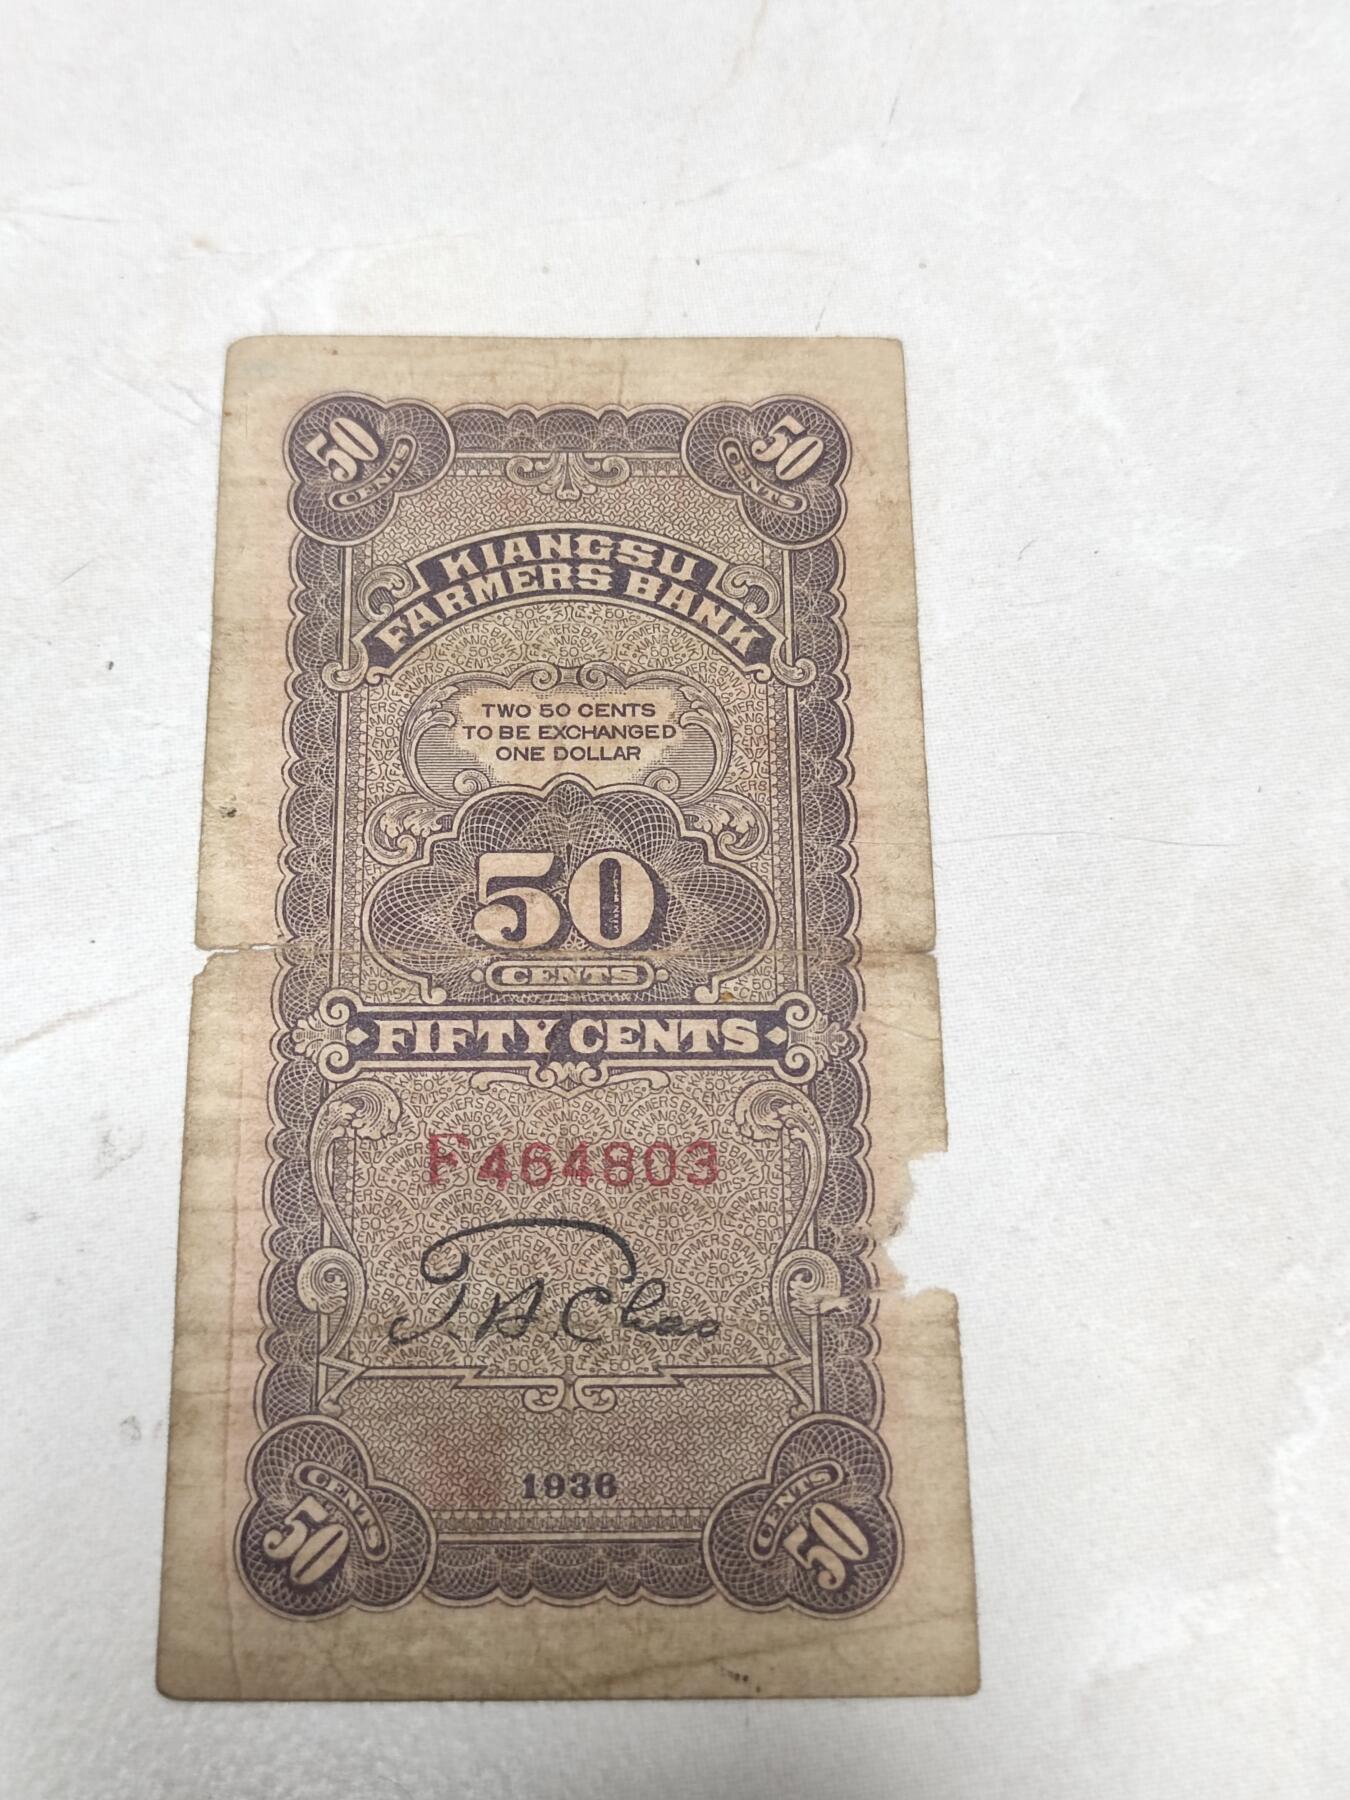 50 CENTS
50 CENTS
KIANGSU
FARMERS BANK
TWO 50 CENTS
TO BE EXCHANGED
ONE DOLLAR
50
CENTS
FIFTY CENTS
F464803
T. A. Chao
1936
CENTS 50
CENTS 50